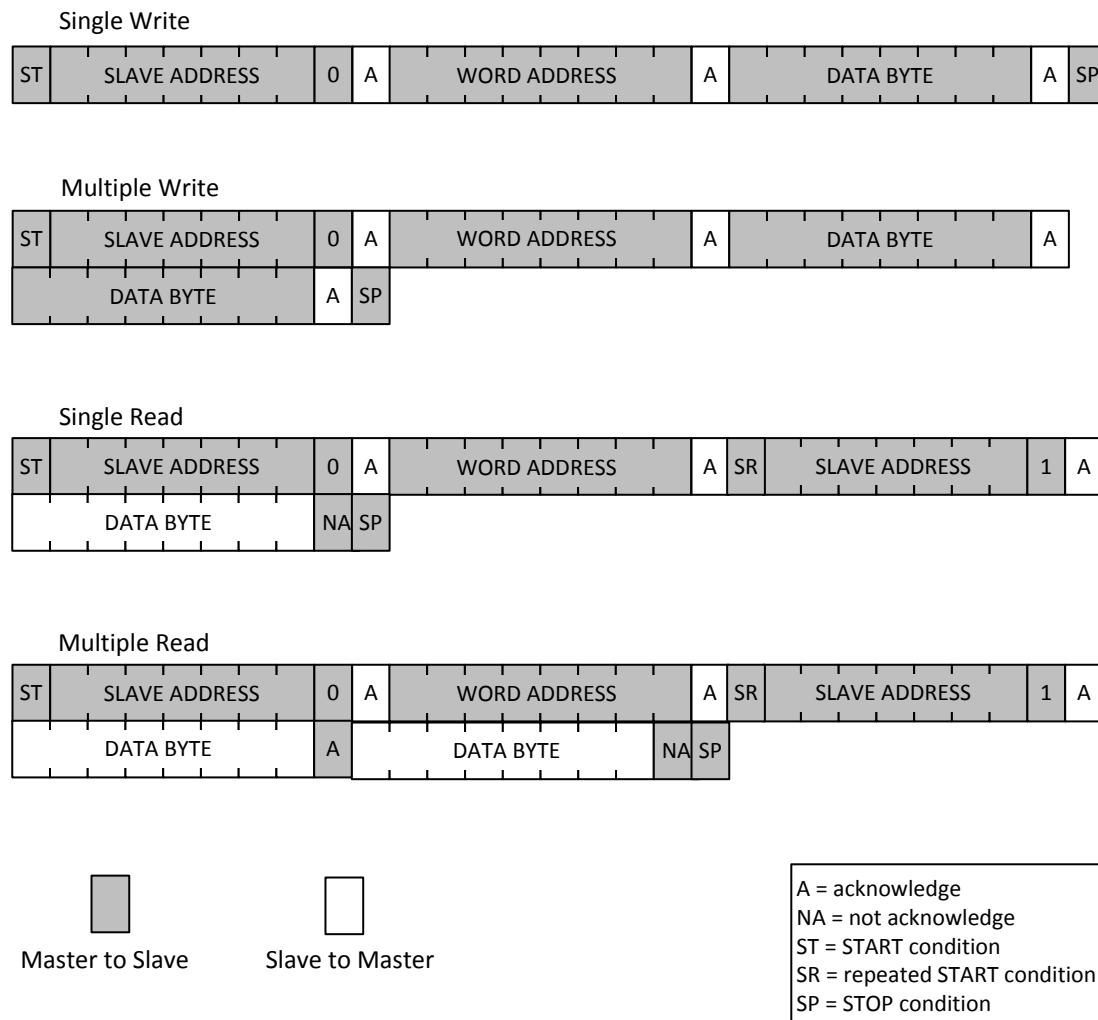 Single Write
ST SLAVE ADDRESS 0 A WORD ADDRESS A DATA BYTE A SP
Multiple Write
ST SLAVE ADDRESS 0 A WORD ADDRESS A DATA BYTE A
DATA BYTE A SP
Single Read
ST SLAVE ADDRESS 0 A WORD ADDRESS A SR SLAVE ADDRESS 1 A
DATA BYTE NA SP
Multiple Read
ST SLAVE ADDRESS 0 A WORD ADDRESS A SR SLAVE ADDRESS 1 A
DATA BYTE A DATA BYTE NA SP
Master to Slave Slave to Master
A = acknowledge
NA = not acknowledge
ST = START condition
SR = repeated START condition
SP = STOP condition